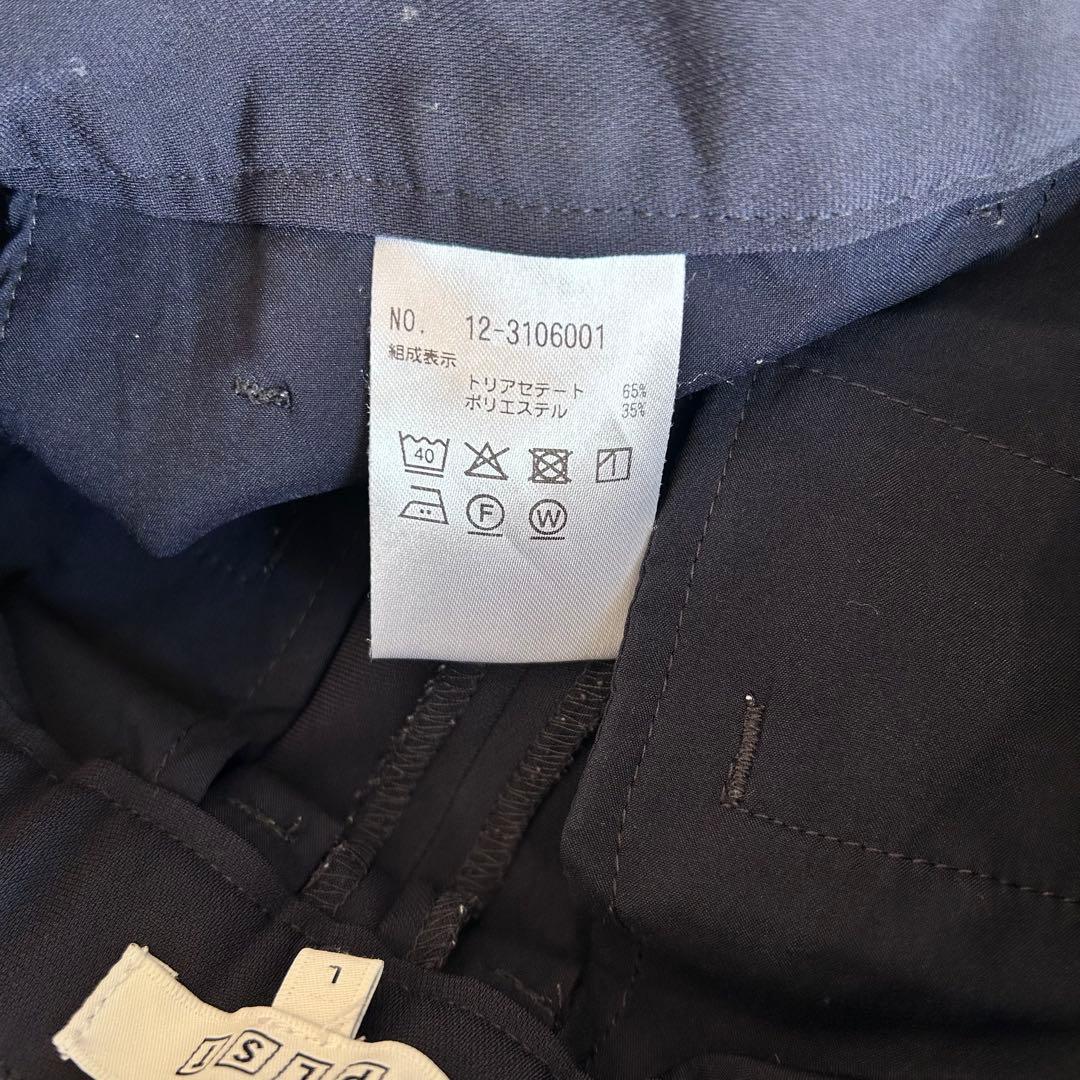 NO. 12-3106001
組成表示
トリアセテート 65%
ポリエステル 35%
40
F W
L
PLST